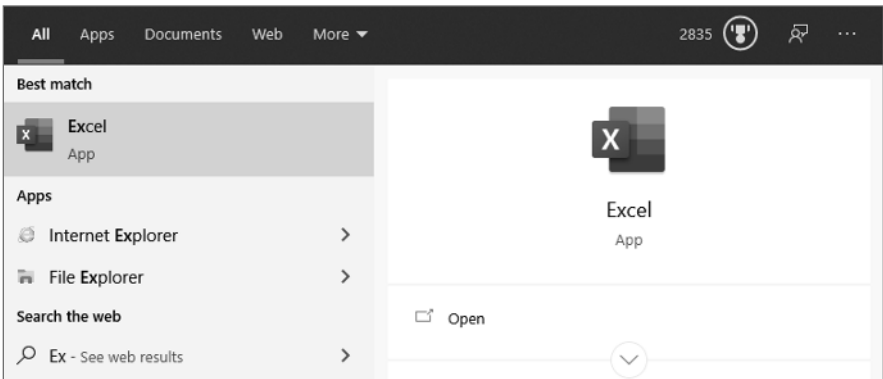 All Apps Documents Web More 2835 ...
Best match
Excel
App
Apps
Internet Explorer
File Explorer
Search the web
Ex - See web results
X
Excel
App
Open